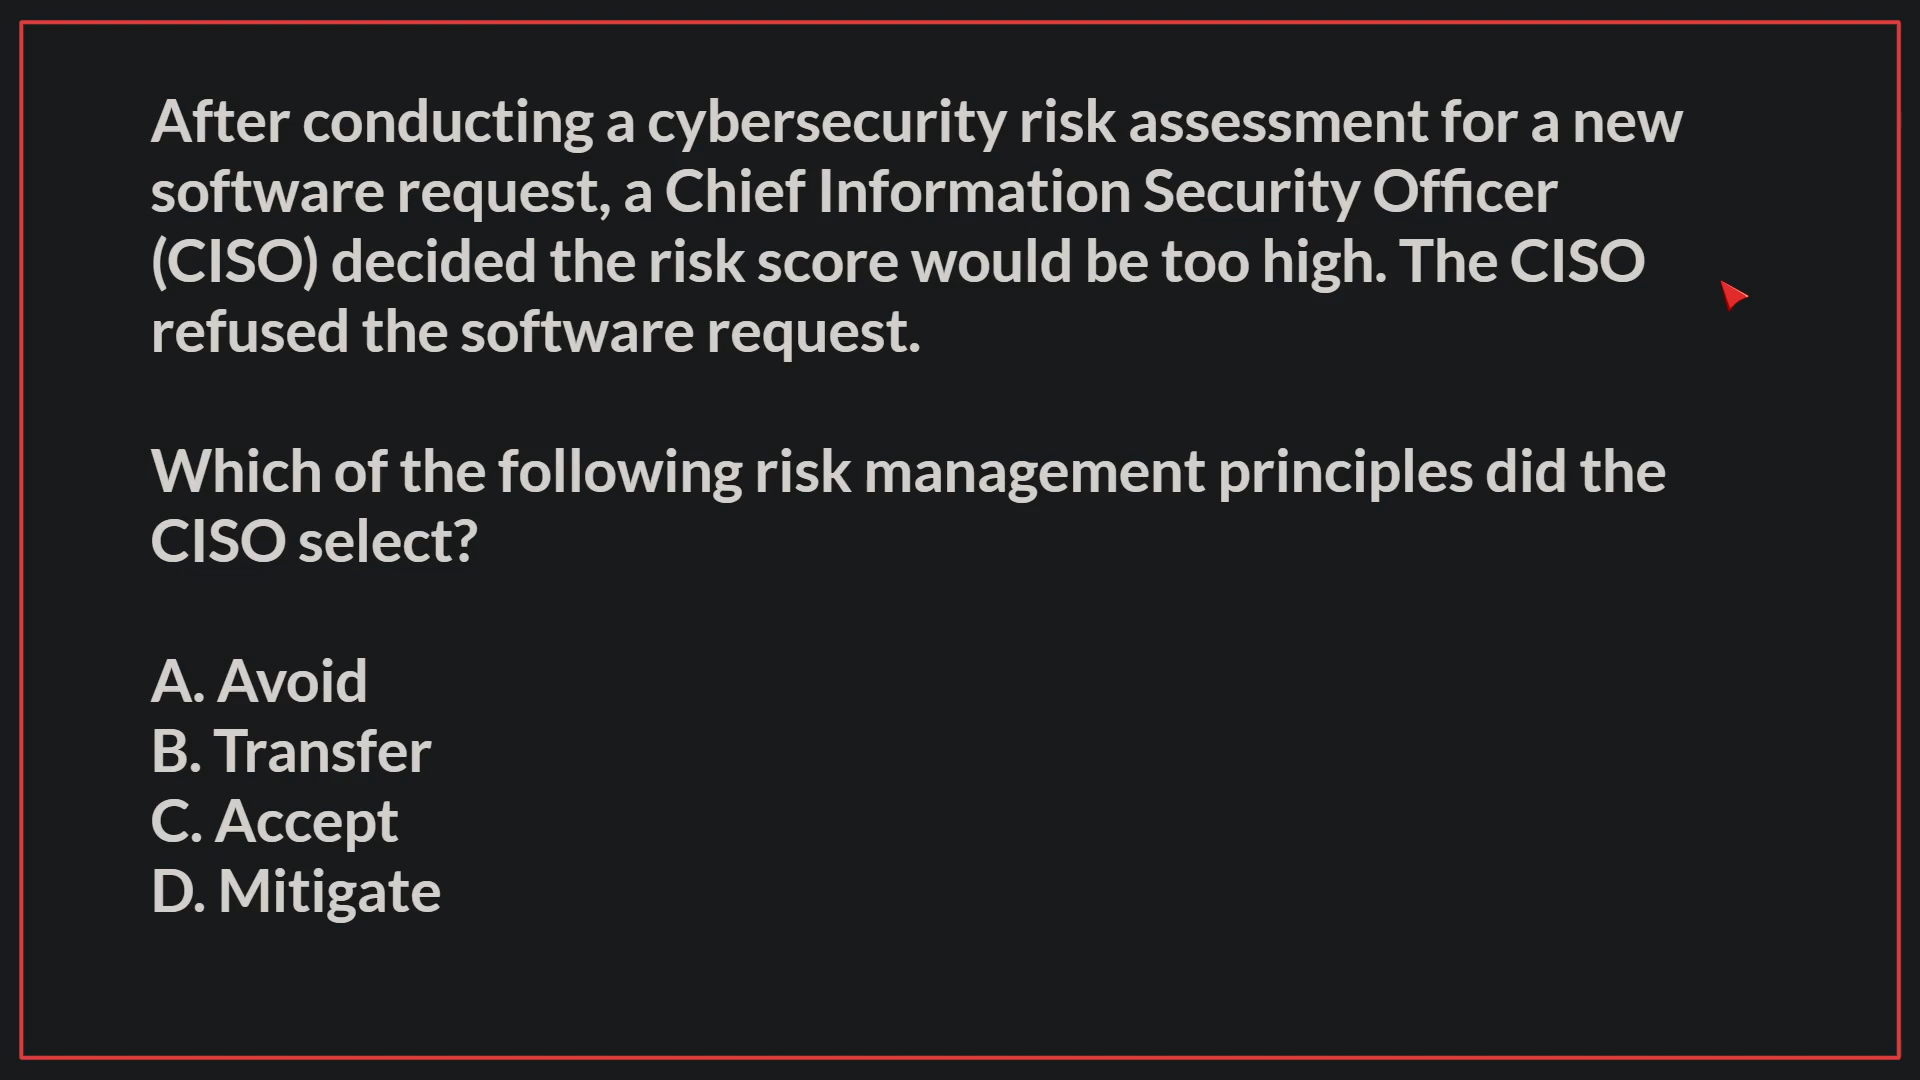 After conducting a cybersecurity risk assessment for a new
software request, a Chief Information Security Officer
(CISO) decided the risk score would be too high. The CISO
refused the software request.
Which of the following risk management principles did the
CISO select?
A. Avoid
B. Transfer
C. Accept
D. Mitigate